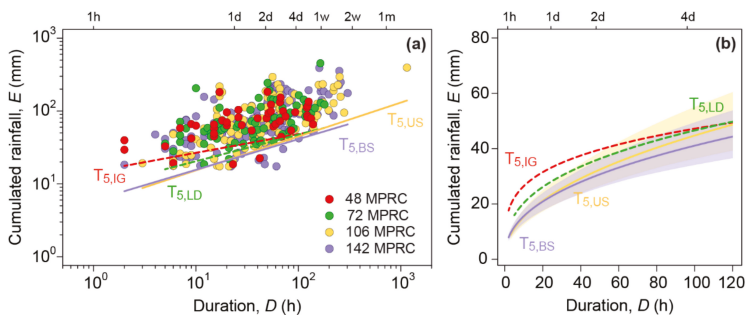 1h 1d 2d 4d 1w 2w 1m
(a)
Cumulated rainfall, E (mm)
10³
10²
10¹
10⁰
T5,IG
T5,LD
T5,US
T5,BS
48 MPRC
72 MPRC
106 MPRC
142 MPRC
10⁰ 10¹ 10² 10³
Duration, D (h)
1h 1d 2d 4d
(b)
Cumulated rainfall, E (mm)
80
60
40
20
0
T5,LD
T5,IG
T5,US
T5,BS
0 20 40 60 80 100 120
Duration, D (h)